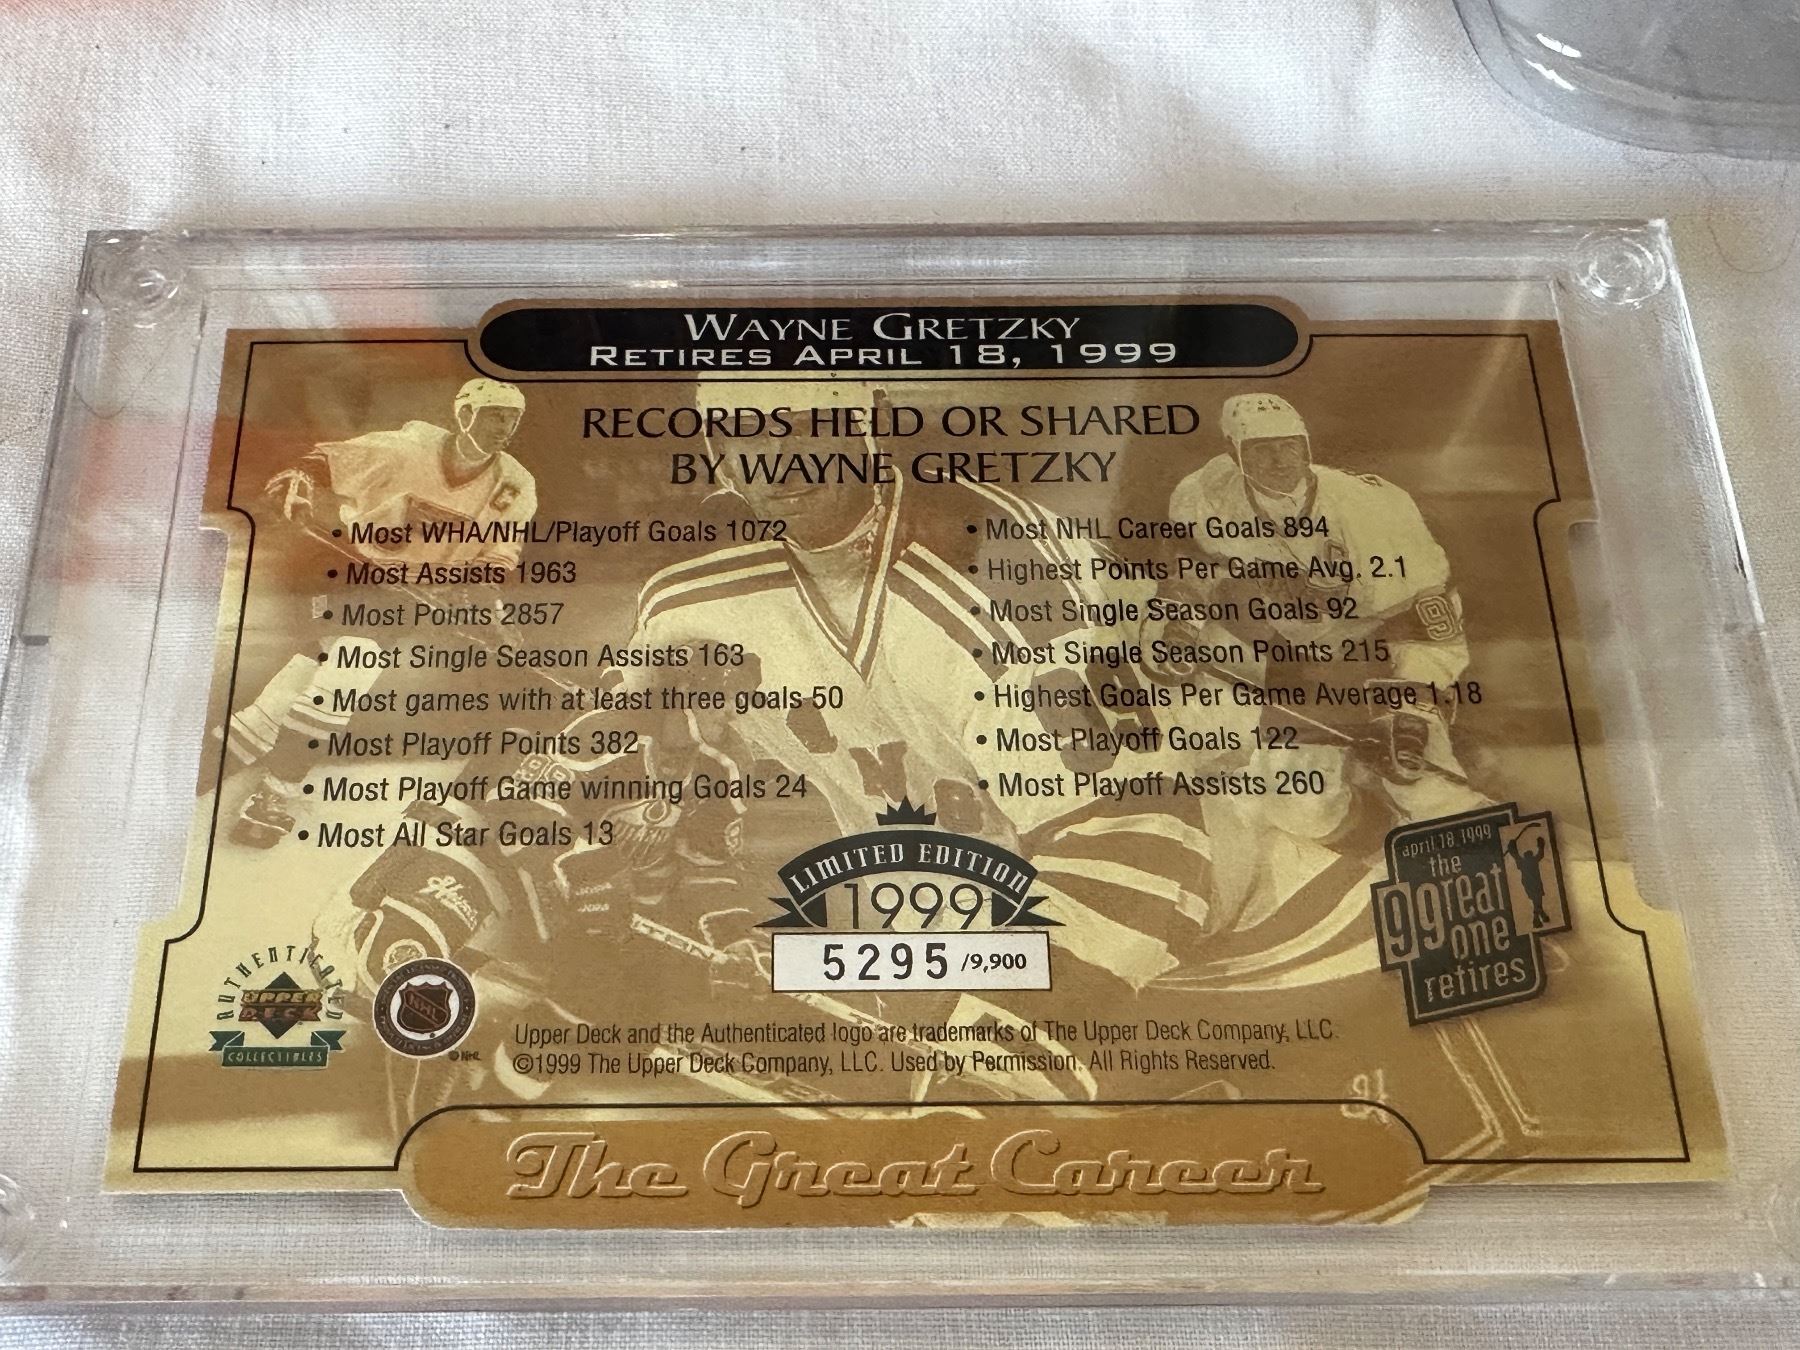 WAYNE GRETZKY
RETIRES APRIL 18, 1999
RECORDS HELD OR SHARED
BY WAYNE GRETZKY
• Most WHA/NHL/Playoff Goals 1072
• Most Assists 1963
• Most Points 2857
• Most Single Season Assists 163
• Most games with at least three goals 50
• Most Playoff Points 382
• Most Playoff Game winning Goals 24
• Most All Star Goals 13
• Most NHL Career Goals 894
• Highest Points Per Game Avg. 2.1
• Most Single Season Goals 92
• Most Single Season Points 215
• Highest Goals Per Game Average 1.18
• Most Playoff Goals 122
• Most Playoff Assists 260
LIMITED EDITION
1999
5295 /9,900
april 18, 1999
the
99 great
one
retires
AUTHENTICATED
UPPER
DECK
COLLECTIBLES
NHL
© NHL
Upper Deck and the Authenticated logo are trademarks of The Upper Deck Company, LLC.
©1999 The Upper Deck Company, LLC. Used by Permission. All Rights Reserved.
The Great Career